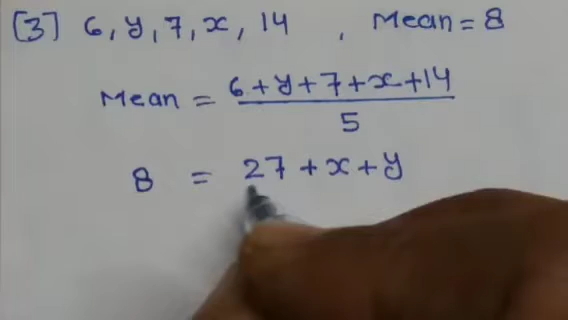 [3] 6, y, 7, x, 14 , Mean = 8
Mean = 6 + y + 7 + x + 14
5
8 = 27 + x + y